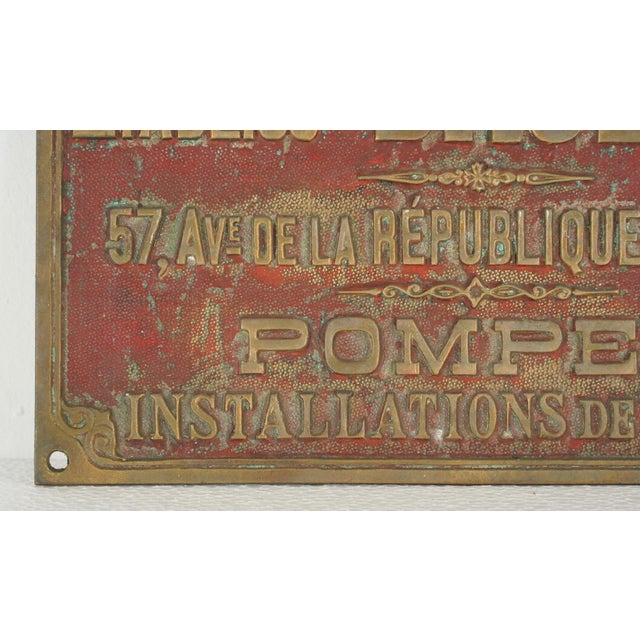 57, AVE DE LA RÉPUBLIQUE
POMPE
INSTALLATIONS DE